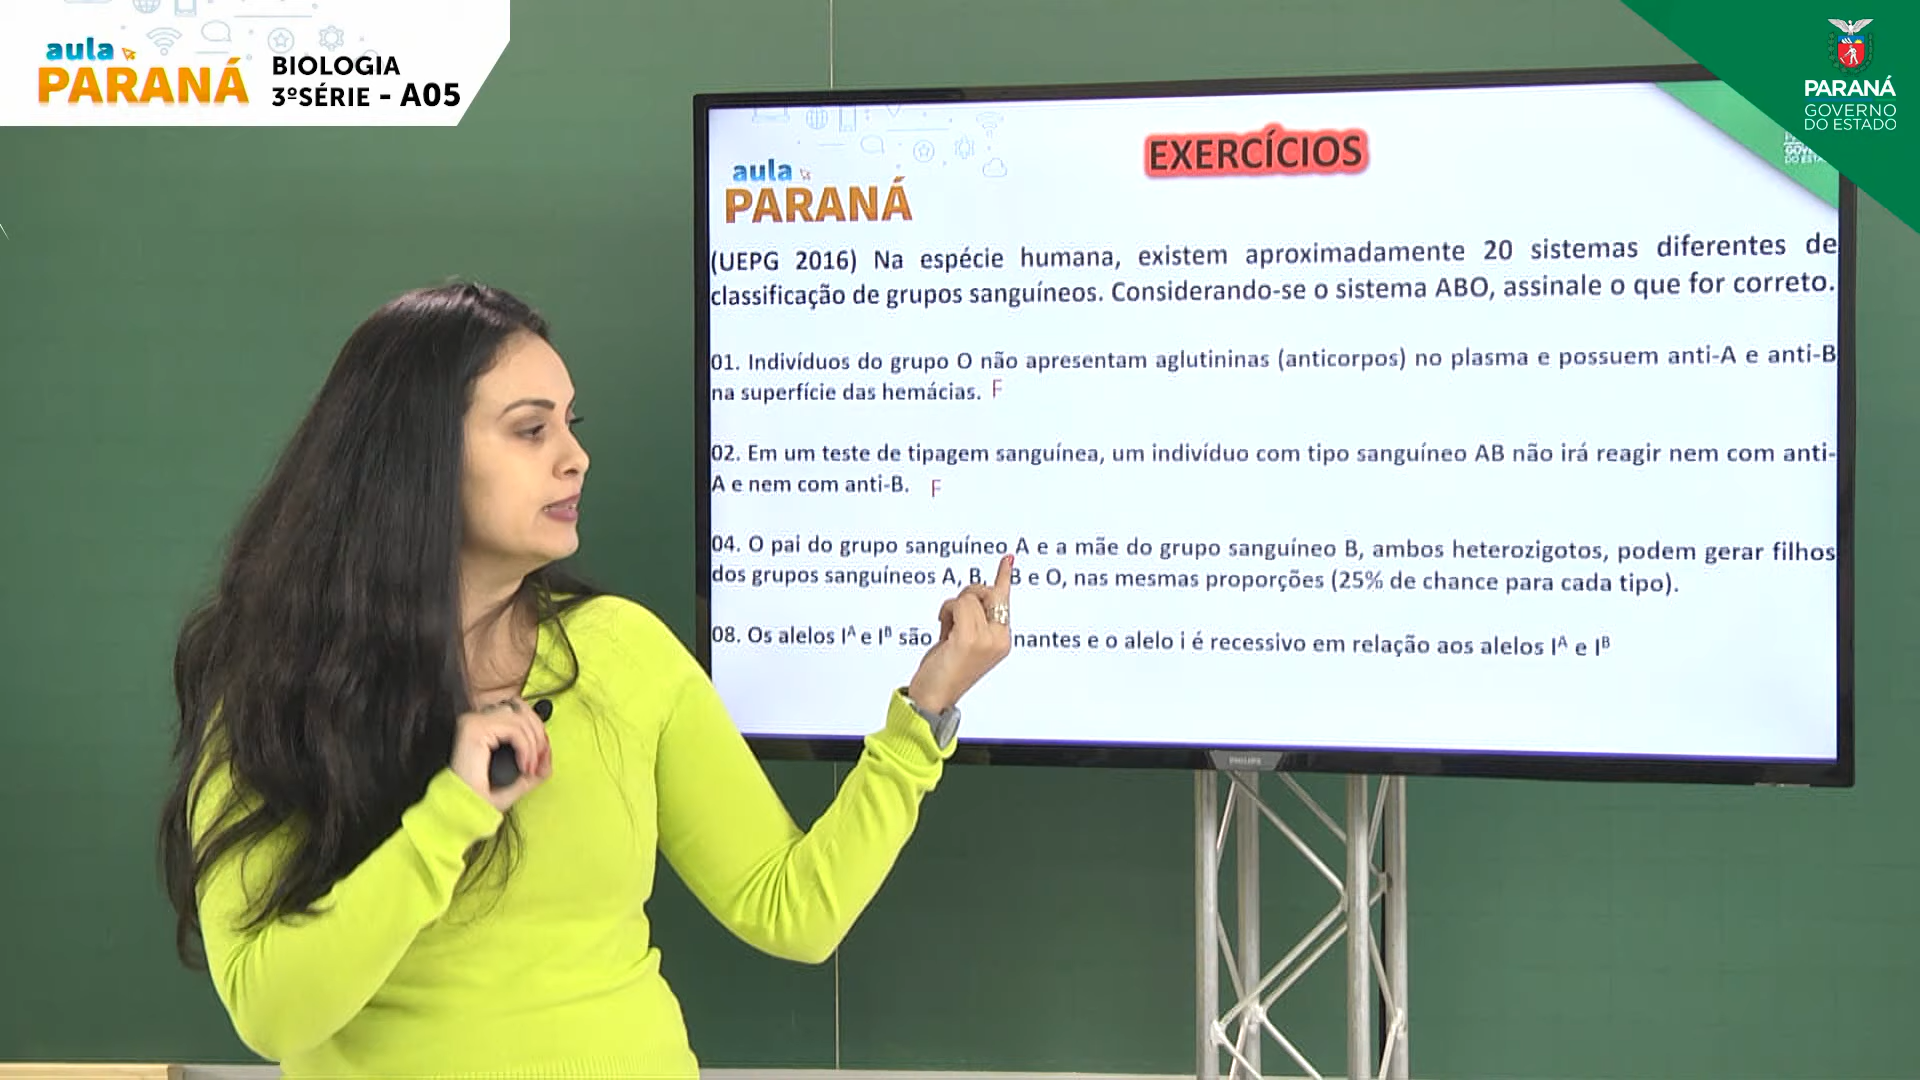 aula
PARANÁ
BIOLOGIA
3ºSÉRIE - A05
PARANÁ
GOVERNO
DO ESTADO
aula
PARANÁ
EXERCÍCIOS
(UEPG 2016) Na espécie humana, existem aproximadamente 20 sistemas diferentes de
classificação de grupos sanguíneos. Considerando-se o sistema ABO, assinale o que for correto.
01. Indivíduos do grupo O não apresentam aglutininas (anticorpos) no plasma e possuem anti-A e anti-B
na superfície das hemácias. F
02. Em um teste de tipagem sanguínea, um indivíduo com tipo sanguíneo AB não irá reagir nem com anti-
A e nem com anti-B. F
04. O pai do grupo sanguíneo A e a mãe do grupo sanguíneo B, ambos heterozigotos, podem gerar filhos
dos grupos sanguíneos A, B, B e O, nas mesmas proporções (25% de chance para cada tipo).
08. Os alelos Iᴬ e Iᴮ são nantes e o alelo i é recessivo em relação aos alelos Iᴬ e Iᴮ
PHILIPS